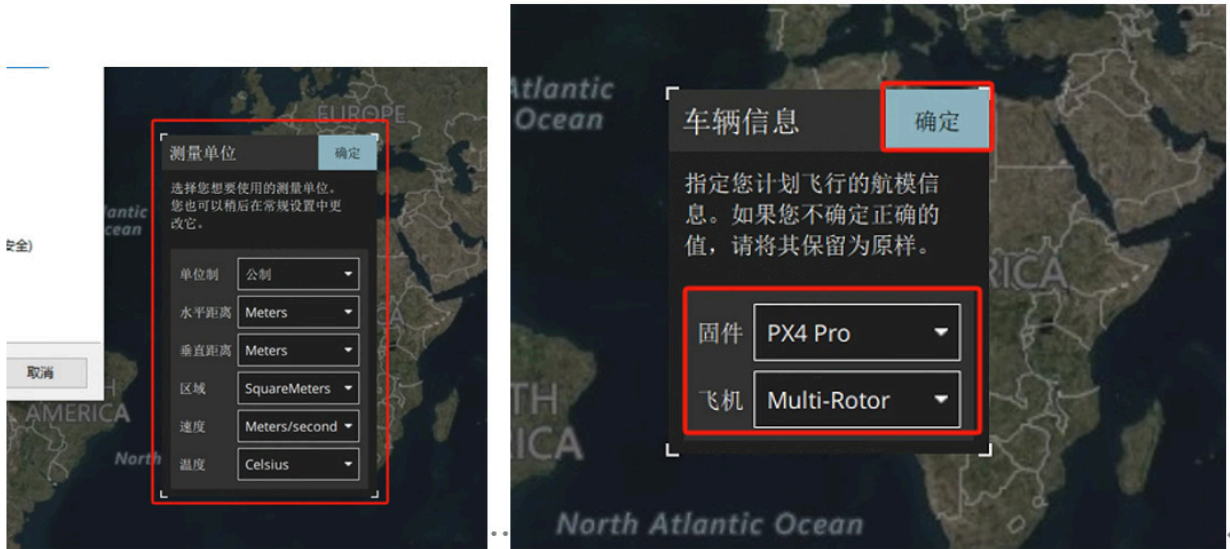 安全)
取消
EUROPE
测量单位
确定
选择您想要使用的测量单位。
您也可以稍后在常规设置中更
改它。
单位制
公制
水平距离
Meters
垂直距离
Meters
区域
SquareMeters
速度
Meters/second
温度
Celsius
lantic
cean
AMERICA
North
Atlantic
Ocean
车辆信息
确定
指定您计划飞行的航模信
息。如果您不确定正确的
值，请将其保留为原样。
固件
PX4 Pro
飞机
Multi-Rotor
RICA
TH
ICA
North Atlantic Ocean